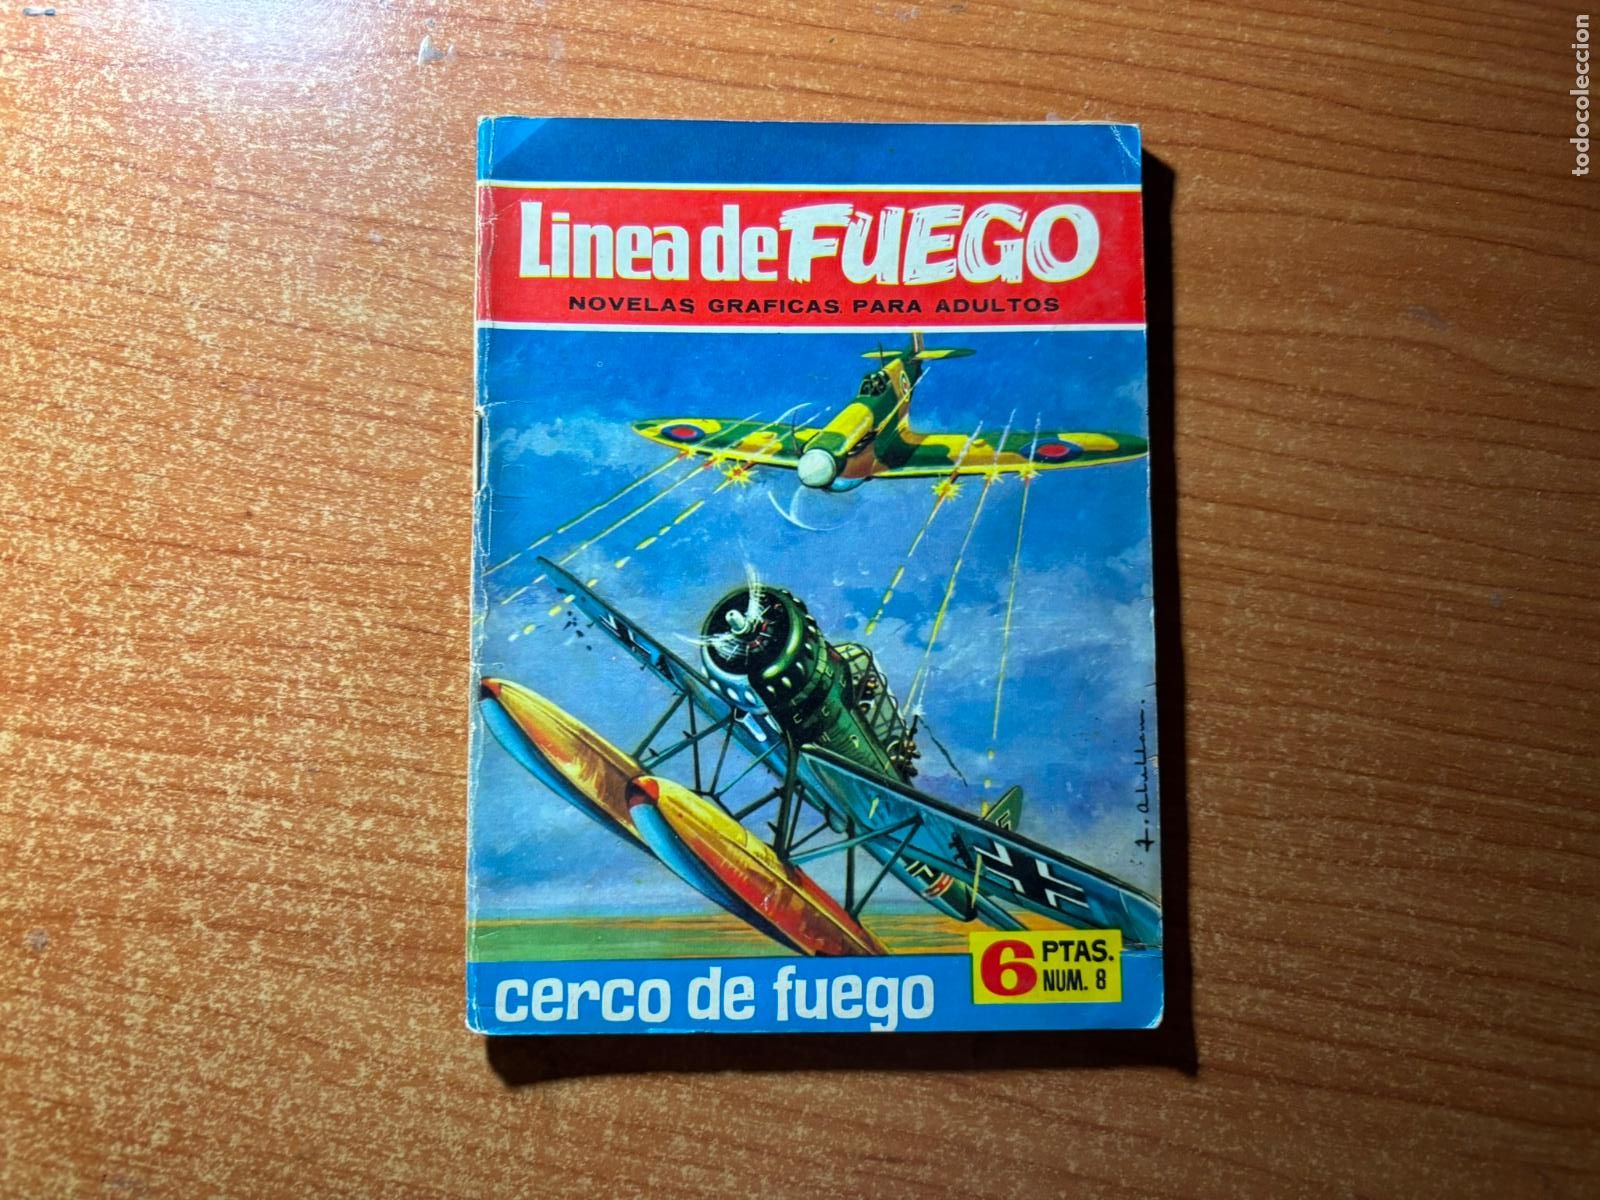 Linea de FUEGO
NOVELAS GRAFICAS PARA ADULTOS
cerco de fuego
6 PTAS.
NUM. 8
todocoleccion